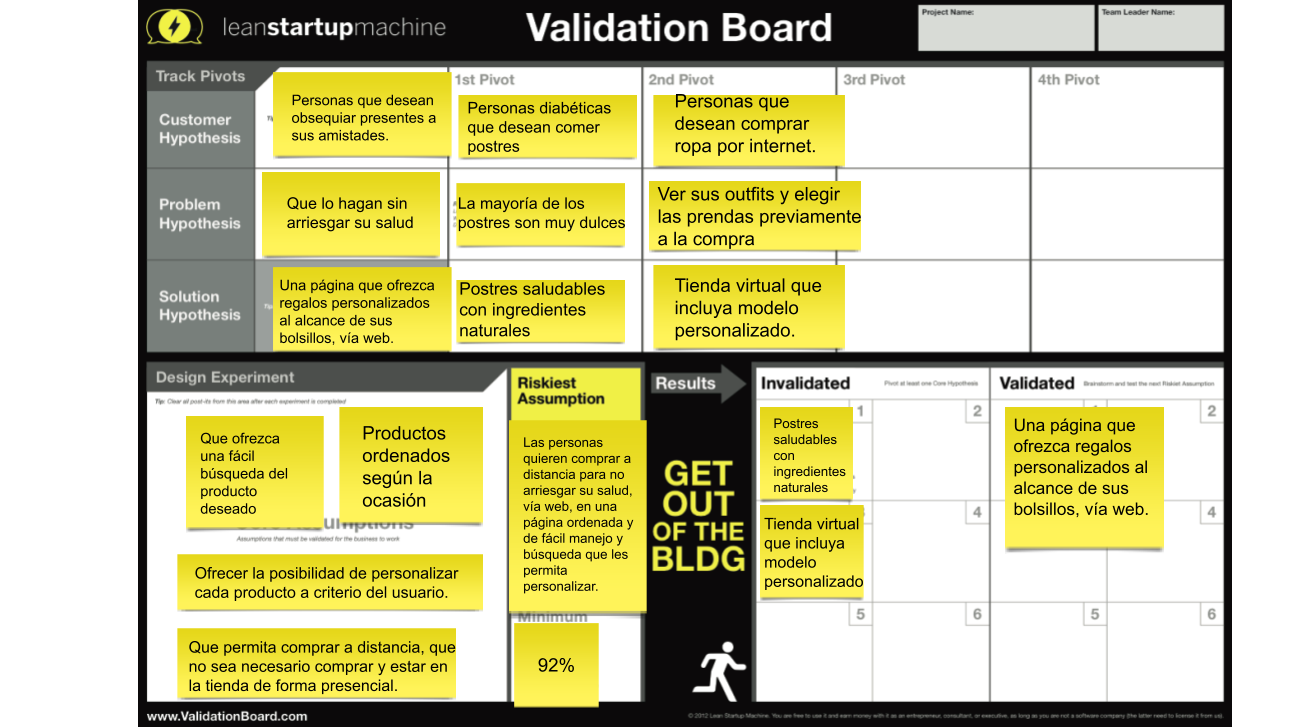 leanstartupmachine
Validation Board
Project Name:
Team Leader Name:
Track Pivots
1st Pivot
2nd Pivot
3rd Pivot
4th Pivot
Customer
Hypothesis
Personas que desean
obsequiar presentes a
sus amistades.
Personas diabéticas
que desean comer
postres
Personas que
desean comprar
ropa por internet.
Problem
Hypothesis
Que lo hagan sin
arriesgar su salud
La mayoría de los
postres son muy dulces
Ver sus outfits y elegir
las prendas previamente
a la compra
Solution
Hypothesis
Una página que ofrezca
regalos personalizados
al alcance de sus
bolsillos, vía web.
Postres saludables
con ingredientes
naturales
Tienda virtual que
incluya modelo
personalizado.
Design Experiment
Tip: Clear all post-its from this area after each experiment is completed
Que ofrezca
una fácil
búsqueda del
producto
deseado
Productos
ordenados
según la
ocasión
Assumptions that must be validated for the business to work
Ofrecer la posibilidad de personalizar
cada producto a criterio del usuario.
Que permita comprar a distancia, que
no sea necesario comprar y estar en
la tienda de forma presencial.
Riskiest
Assumption
Las personas
quieren comprar a
distancia para no
arriesgar su salud,
vía web, en una
página ordenada y
de fácil manejo y
búsqueda que les
permita
personalizar.
Minimum
92%
Results
GET
OUT
OF THE
BLDG
Invalidated
Pivot at least one Core Hypothesis
1
2
Postres
saludables
con
ingredientes
naturales
4
Tienda virtual
que incluya
modelo
personalizado
5
6
Validated
Brainstorm and test the next Riskiest Assumption
2
Una página que
ofrezca regalos
personalizados al
alcance de sus
bolsillos, vía web.
4
5
6
www.ValidationBoard.com
© 2012 Lean Startup Machine. You are free to use it and earn money with it as an entrepreneur, consultant, or executive, as long as you are not a software company (the latter need to license it from us).